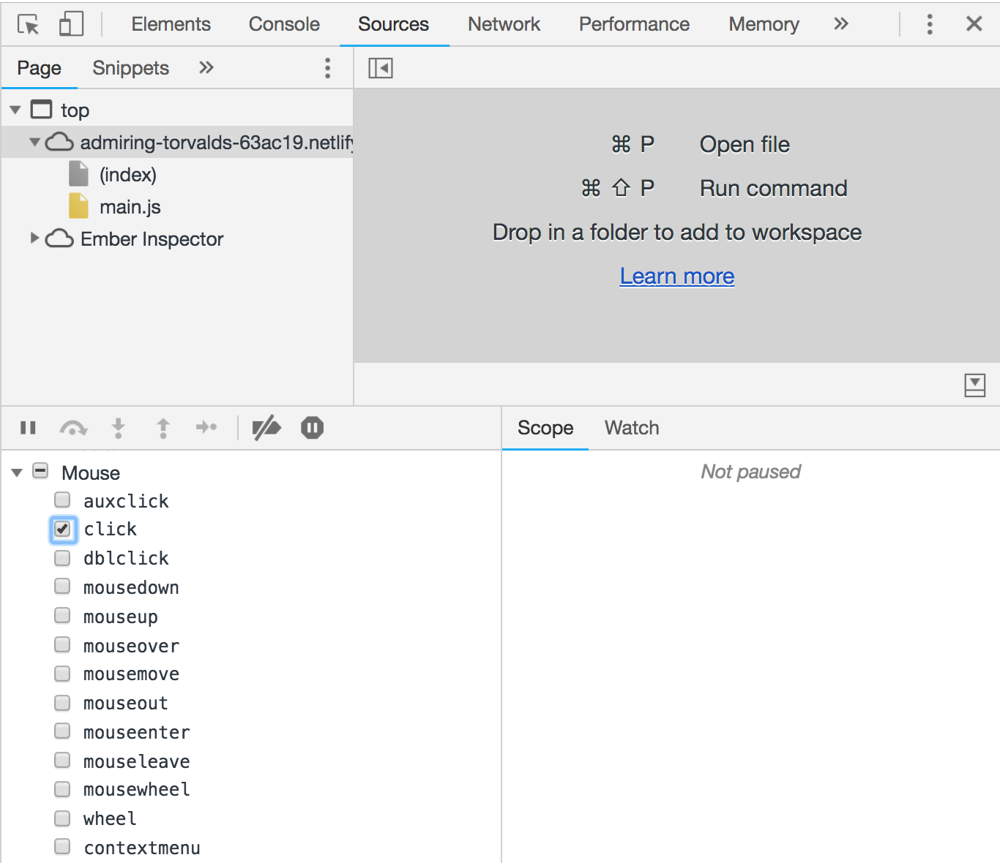 Elements Console Sources Network Performance Memory »
Page Snippets »
top
admiring-torvalds-63ac19.netlify
(index)
main.js
Ember Inspector
⌘ P Open file
⌘ ⇧ P Run command
Drop in a folder to add to workspace
Learn more
Scope Watch
Not paused
Mouse
auxclick
click
dblclick
mousedown
mouseup
mouseover
mousemove
mouseout
mouseenter
mouseleave
mousewheel
wheel
contextmenu